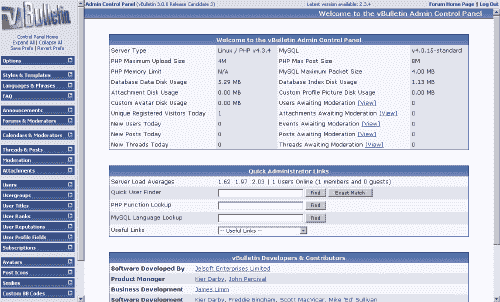 Admin Control Panel (vBulletin 3.0.0 Release Candidate 2)
Latest version available: 2.3.4
Forum Home Page | Log Out
vBulletin
Control Panel Home
Expand All | Collapse All
Save Prefs | Revert Prefs
Options
Styles & Templates
Languages & Phrases
FAQ
Announcements
Forums & Moderators
Calendars & Moderators
Threads & Posts
Moderation
Attachments
Users
Usergroups
User Titles
User Ranks
User Reputations
User Profile Fields
Subscriptions
Avatars
Post Icons
Smilies
Custom BB Codes
Welcome to the vBulletin Admin Control Panel
Welcome to the vBulletin Admin Control Panel
Server Type Linux / PHP v4.3.4 MySQL v4.0.15-standard
PHP Maximum Upload Size 4M PHP Max Post Size 8M
PHP Memory Limit N/A MySQL Maximum Packet Size 4.00 MB
Database Data Disk Usage 3.29 MB Database Index Disk Usage 1.13 MB
Attachment Disk Usage 0.00 MB Custom Profile Picture Disk Usage 0.00 MB
Custom Avatar Disk Usage 0.00 MB Users Awaiting Moderation [View] 0
Unique Registered Visitors Today 1 Attachments Awaiting Moderation [View] 0
New Users Today 0 Events Awaiting Moderation [View] 0
New Posts Today 0 Posts Awaiting Moderation [View] 0
New Threads Today 0 Threads Awaiting Moderation [View] 0
Quick Administrator Links
Server Load Averages 1.62 1.97 2.03 | 1 Users Online (1 members and 0 guests)
Quick User Finder Find Exact Match
PHP Function Lookup Find
MySQL Language Lookup Find
Useful Links -- Useful Links --
vBulletin Developers & Contributors
Software Developed By Jelsoft Enterprises Limited
Product Manager Kier Darby, John Percival
Business Development James Limm
Software Development Kier Darby, Freddie Bingham, Scott MacVicar, Mike 'Ed' Sullivan